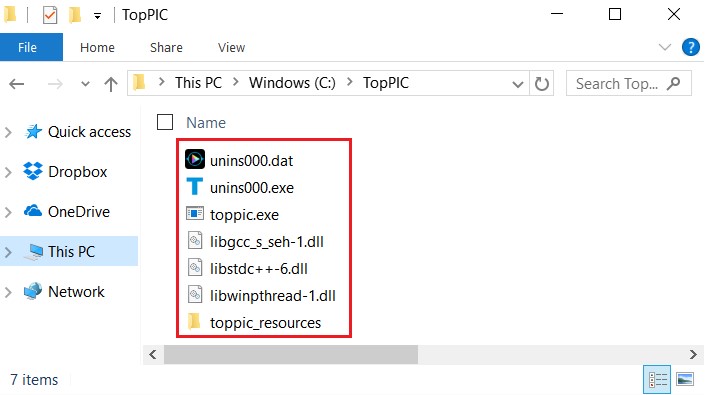 TopPIC
File Home Share View
This PC Windows (C:) TopPIC Search Top...
Name
Quick access
Dropbox
OneDrive
This PC
Network
unins000.dat
unins000.exe
toppic.exe
libgcc_s_seh-1.dll
libstdc++-6.dll
libwinpthread-1.dll
toppic_resources
7 items